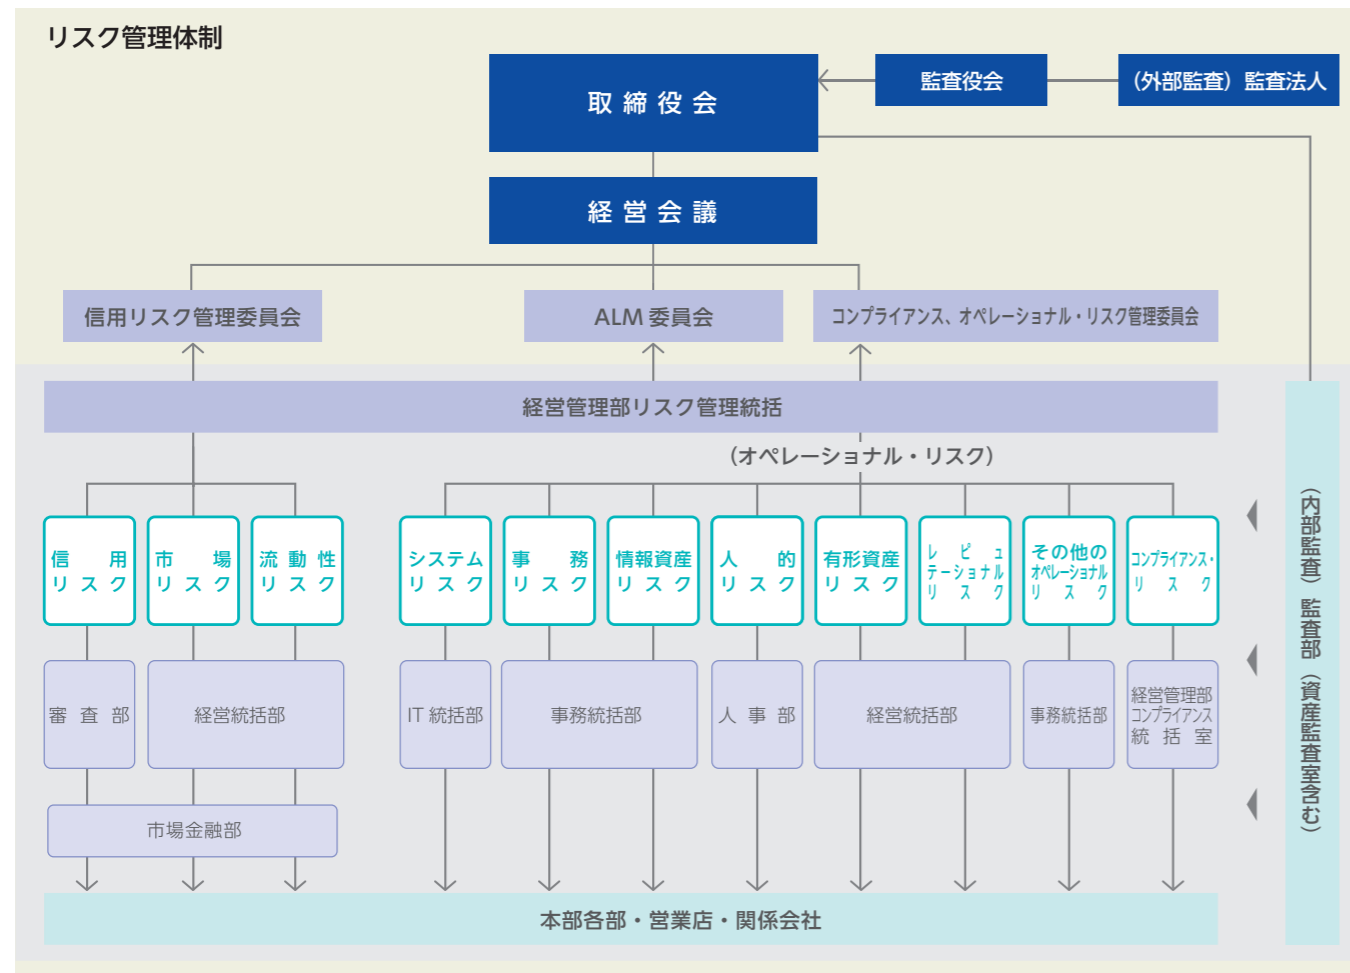 リスク管理体制
取締役会
監査役会
(外部監査) 監査法人
経営会議
信用リスク管理委員会
ALM 委員会
コンプライアンス、オペレーショナル・リスク管理委員会
経営管理部リスク管理統括
(オペレーショナル・リスク)
信用
リスク
市場
リスク
流動性
リスク
システム
リスク
事務
リスク
情報資産
リスク
人的
リスク
有形資産
リスク
レピュ
テーショナル
リスク
その他の
オペレーショナル
リスク
コンプライアンス・
リスク
審査部
経営統括部
IT 統括部
事務統括部
人事部
経営統括部
事務統括部
経営管理部
コンプライアンス
統括室
市場金融部
本部各部・営業店・関係会社
(内部監査) 監査部 (資産監査室含む)